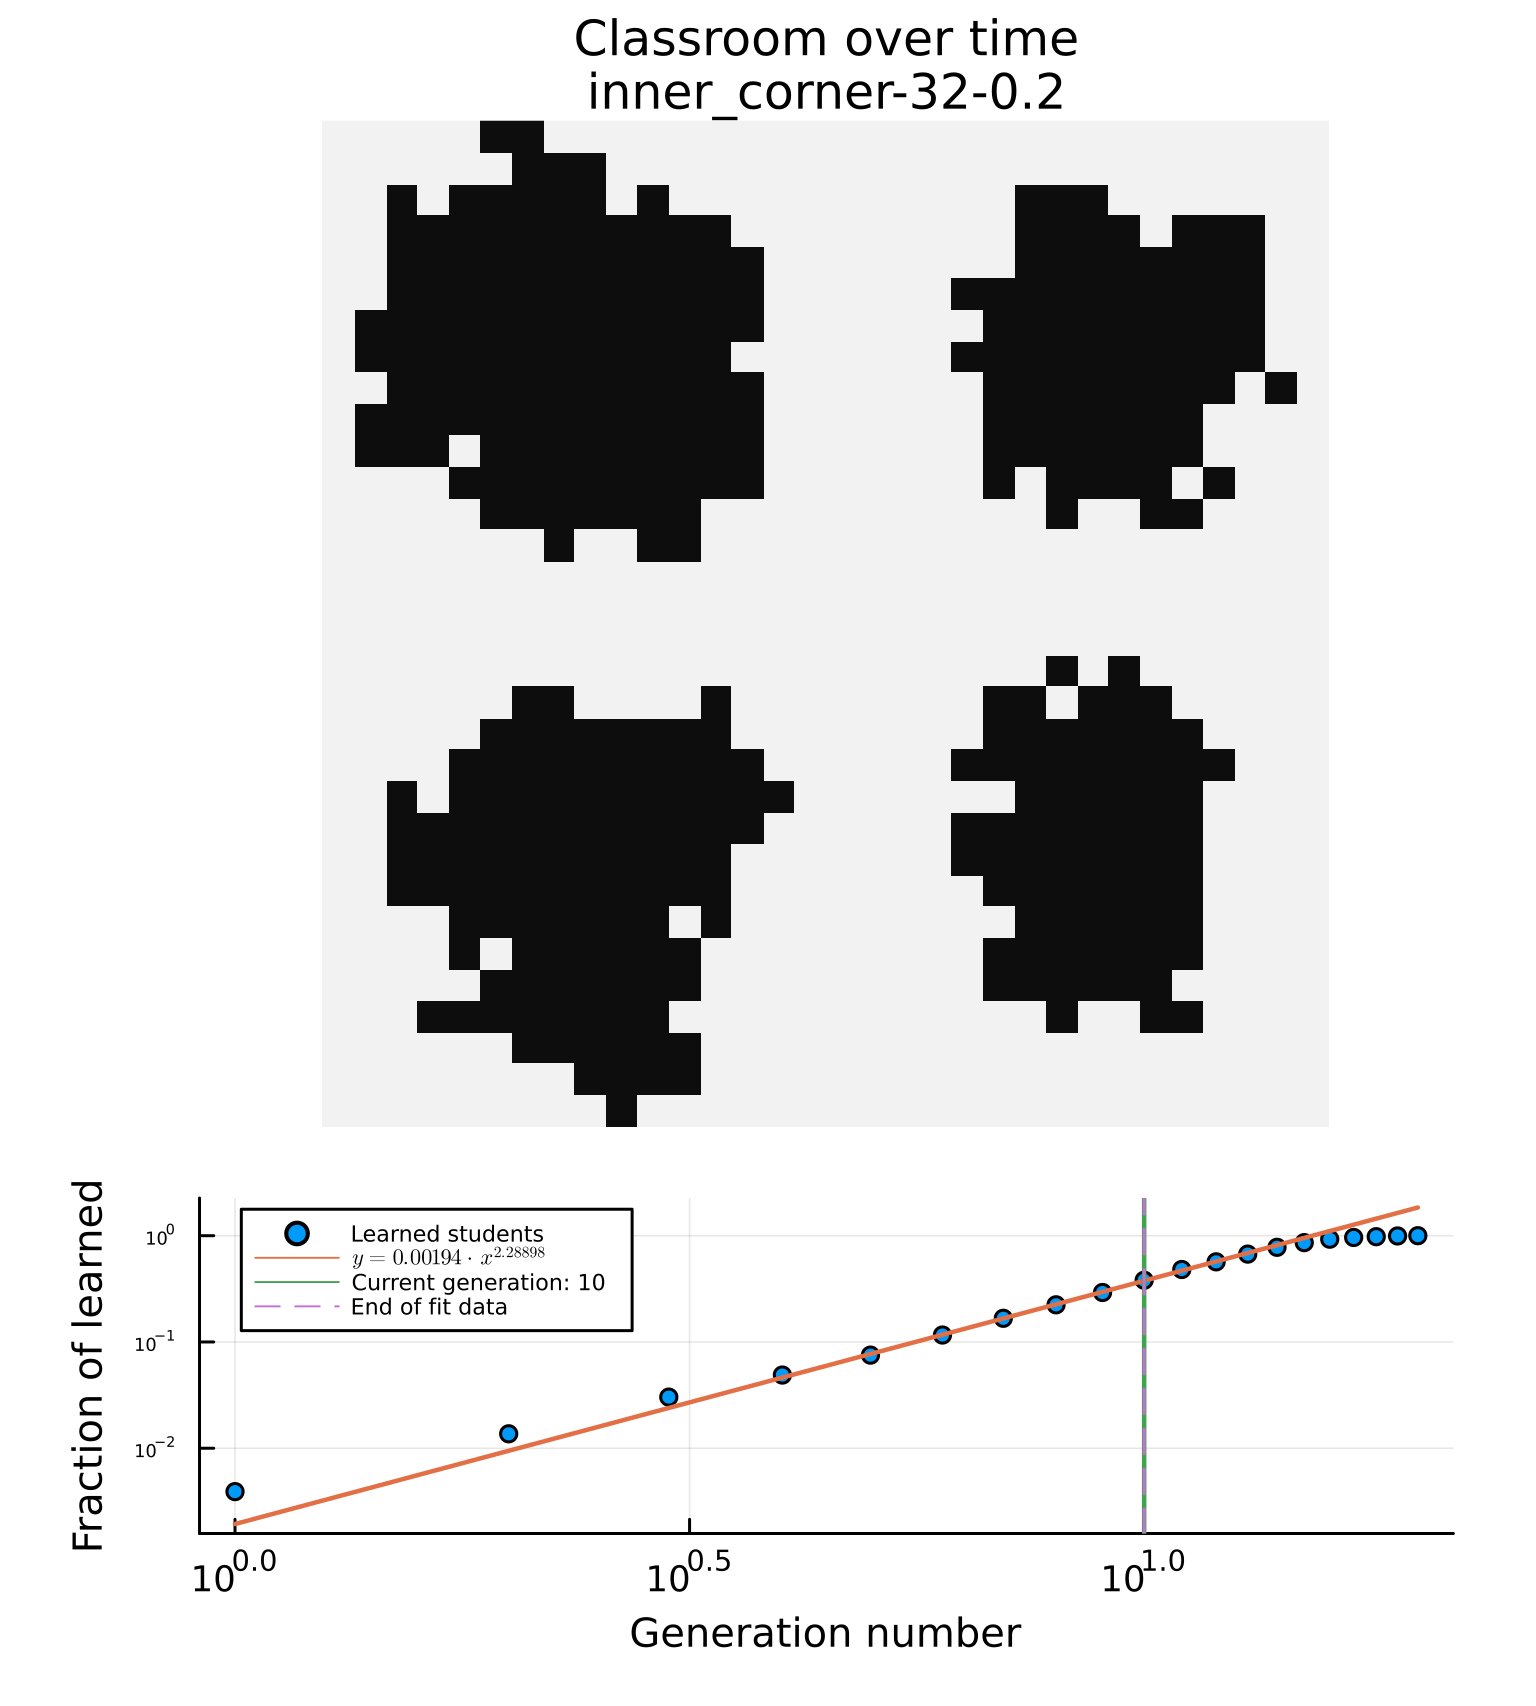 Classroom over time
inner_corner-32-0.2
Fraction of learned
10^0
10^−1
10^−2
Learned students
y = 0.00194 · x^2.28898
Current generation: 10
End of fit data
10^0.0 10^0.5 10^1.0
Generation number